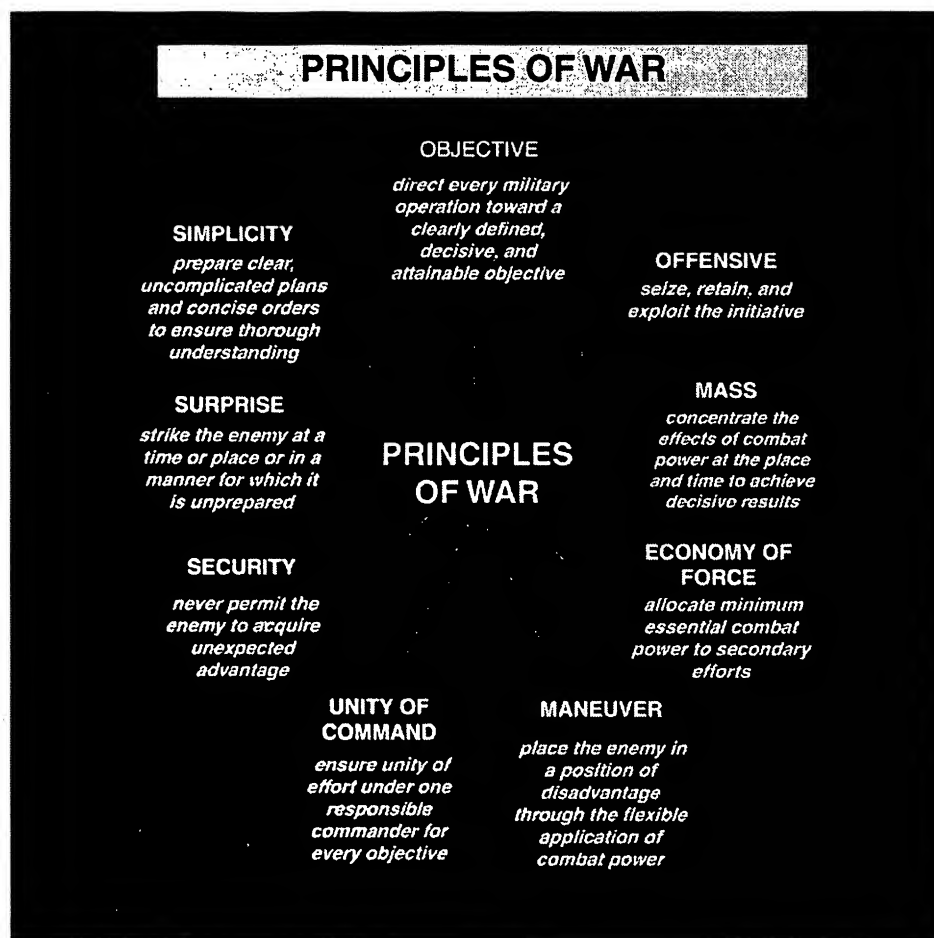 PRINCIPLES OF WAR
OBJECTIVE
direct every military
operation toward a
clearly defined,
decisive, and
attainable objective
OFFENSIVE
seize, retain, and
exploit the initiative
MASS
concentrate the
effects of combat
power at the place
and time to achieve
decisive results
ECONOMY OF
FORCE
allocate minimum
essential combat
power to secondary
efforts
MANEUVER
place the enemy in
a position of
disadvantage
through the flexible
application of
combat power
UNITY OF
COMMAND
ensure unity of
effort under one
responsible
commander for
every objective
SECURITY
never permit the
enemy to acquire
unexpected
advantage
SURPRISE
strike the enemy at a
time or place or in a
manner for which it
is unprepared
SIMPLICITY
prepare clear,
uncomplicated plans
and concise orders
to ensure thorough
understanding
PRINCIPLES
OF WAR